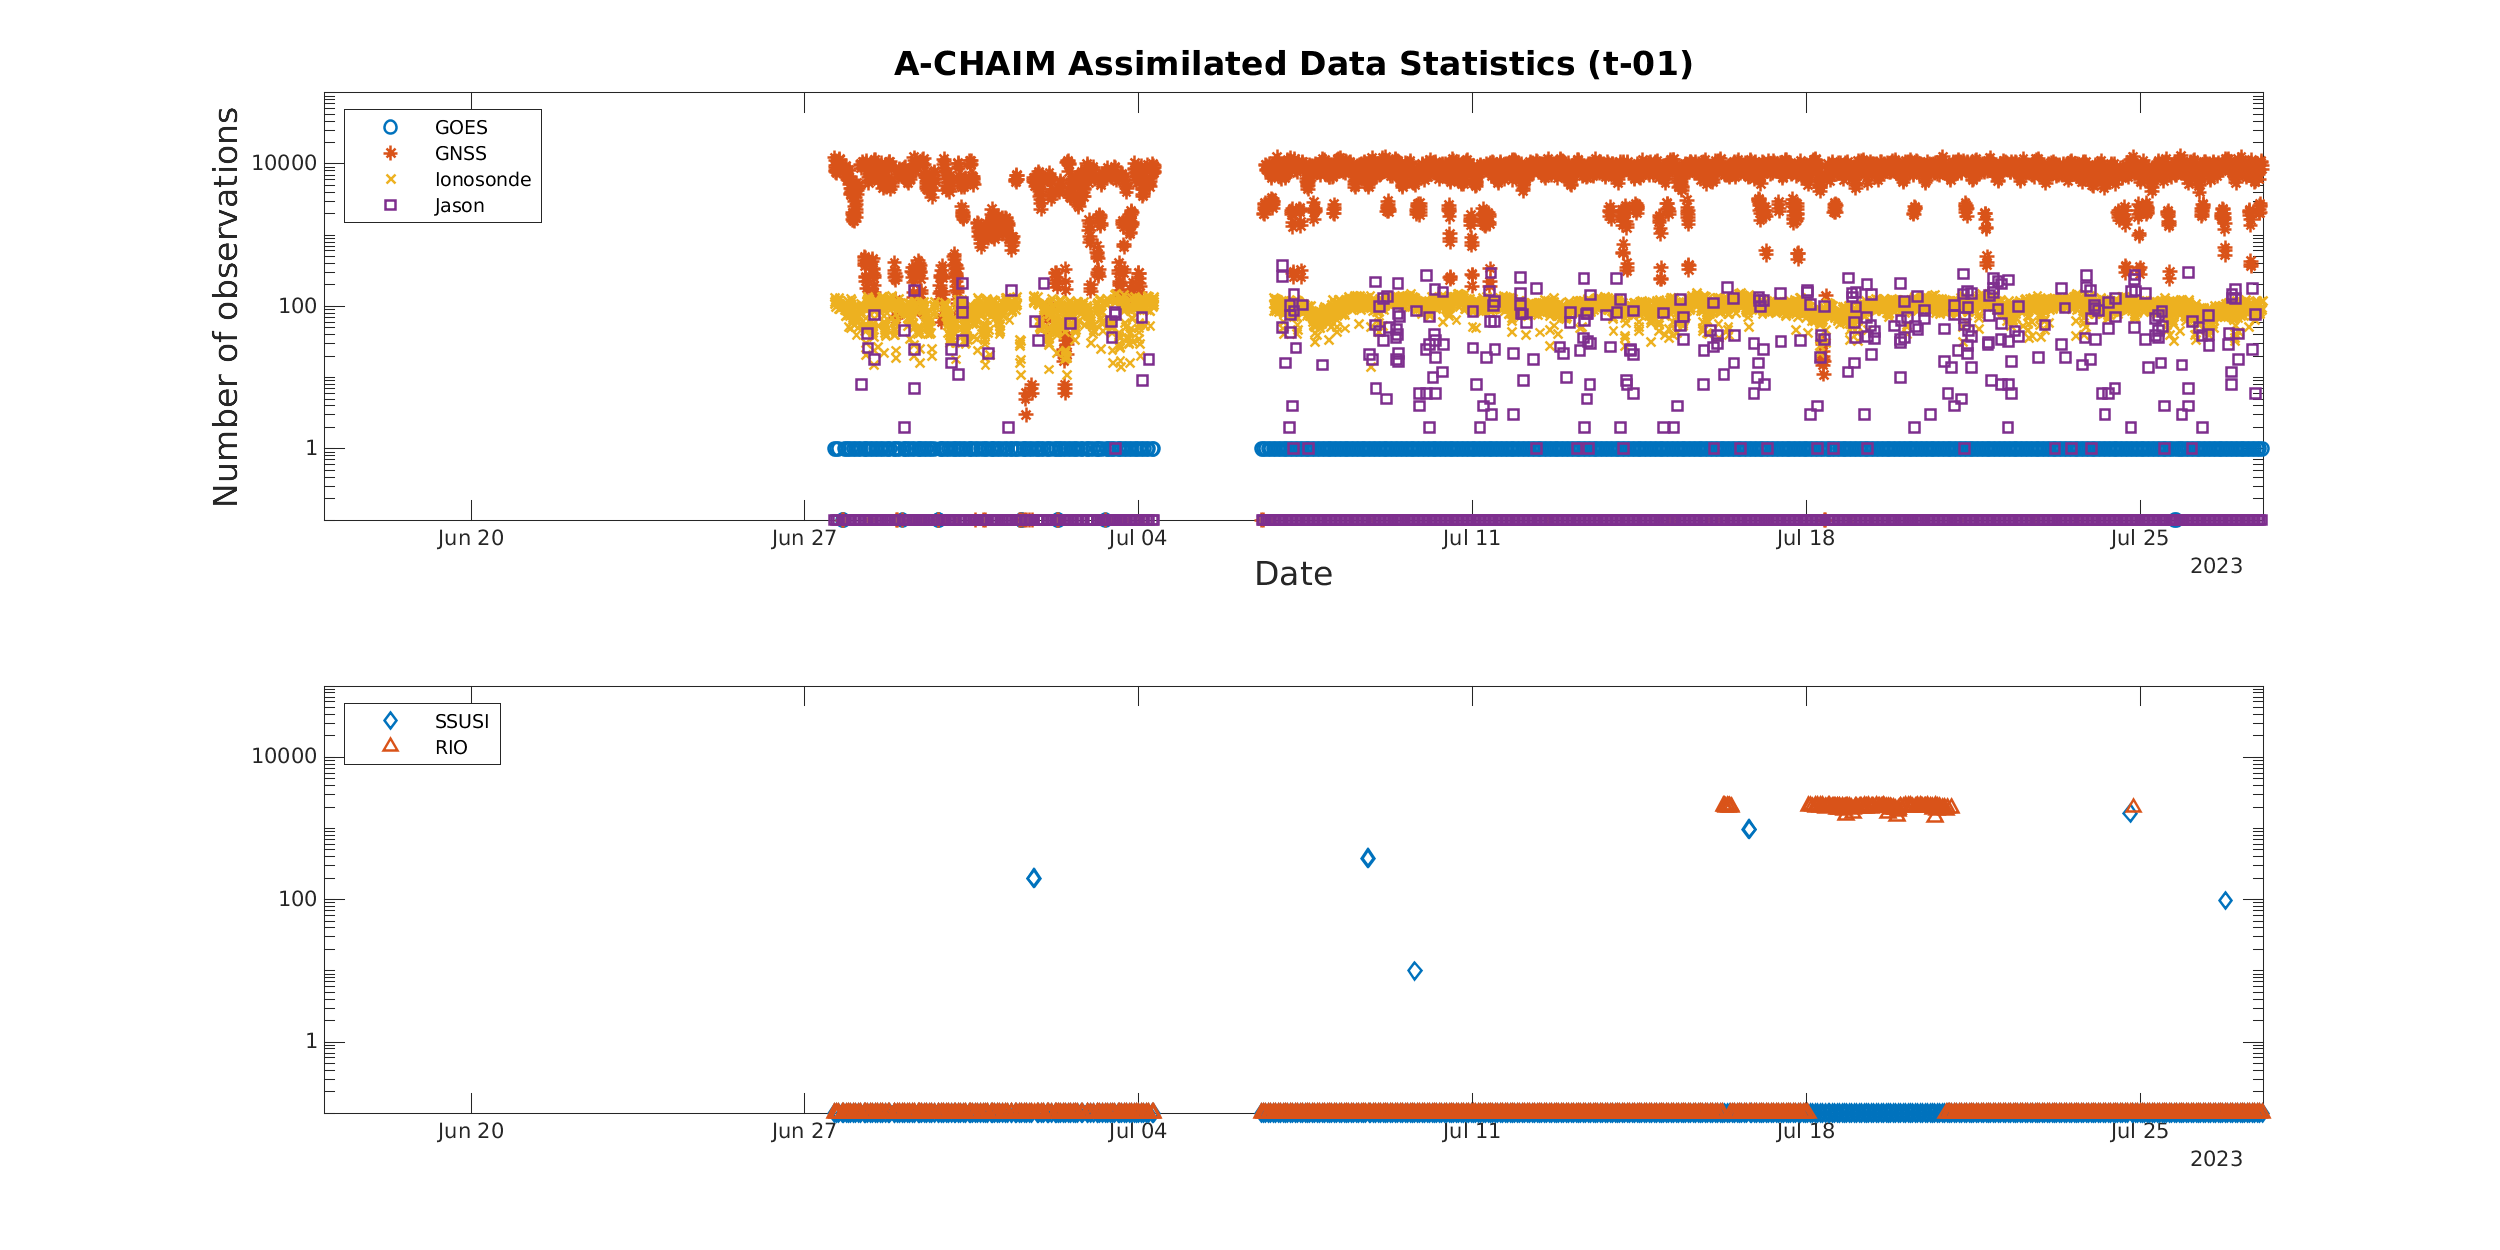 A-CHAIM Assimilated Data Statistics (t-01)
Number of observations
GOES
GNSS
Ionosonde
Jason
10000
100
1
Jun 20
Jun 27
Jul 04
Jul 11
Jul 18
Jul 25
2023
Date
SSUSI
RIO
10000
100
1
Jun 20
Jun 27
Jul 04
Jul 11
Jul 18
Jul 25
2023